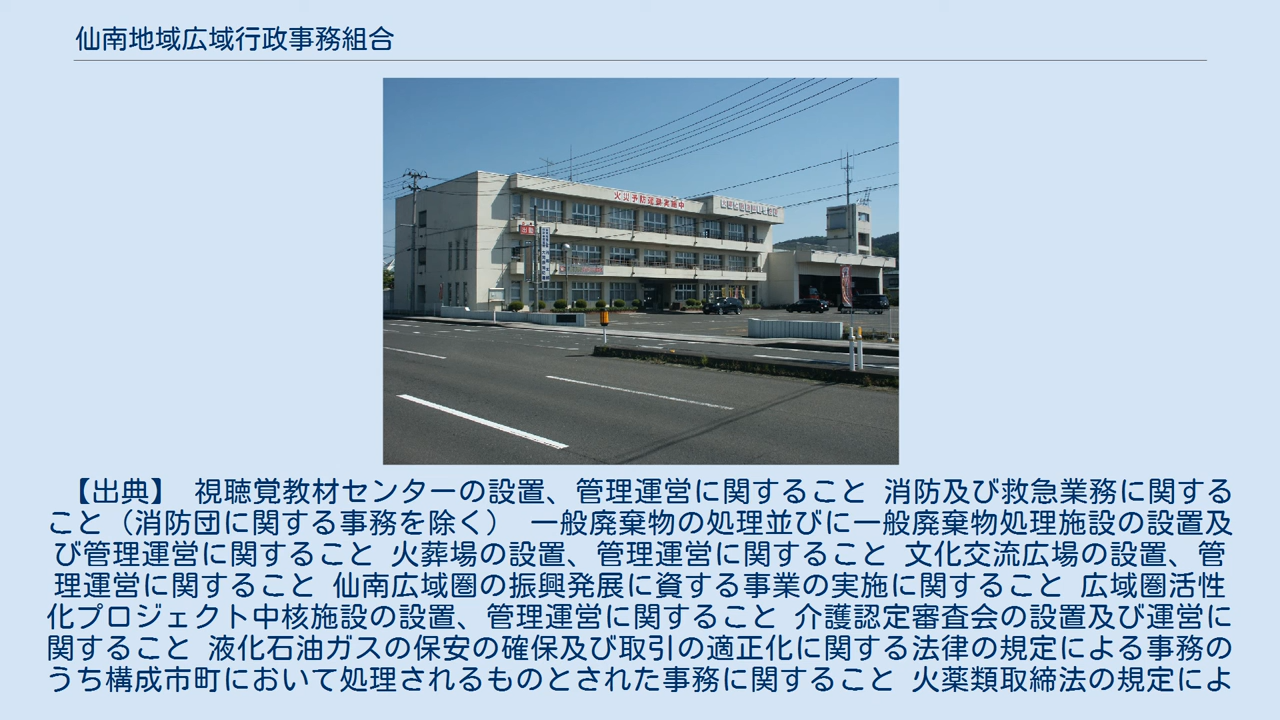 仙南地域広域行政事務組合
火災予防運動実施中
【出典】 視聴覚教材センターの設置、管理運営に関すること 消防及び救急業務に関する
こと（消防団に関する事務を除く） 一般廃棄物の処理並びに一般廃棄物処理施設の設置及
び管理運営に関すること 火葬場の設置、管理運営に関すること 文化交流広場の設置、管
理運営に関すること 仙南広域圏の振興発展に資する事業の実施に関すること 広域圏活性
化プロジェクト中核施設の設置、管理運営に関すること 介護認定審査会の設置及び運営に
関すること 液化石油ガスの保安の確保及び取引の適正化に関する法律の規定による事務の
うち構成市町において処理されるものとされた事務に関すること 火薬類取締法の規定によ